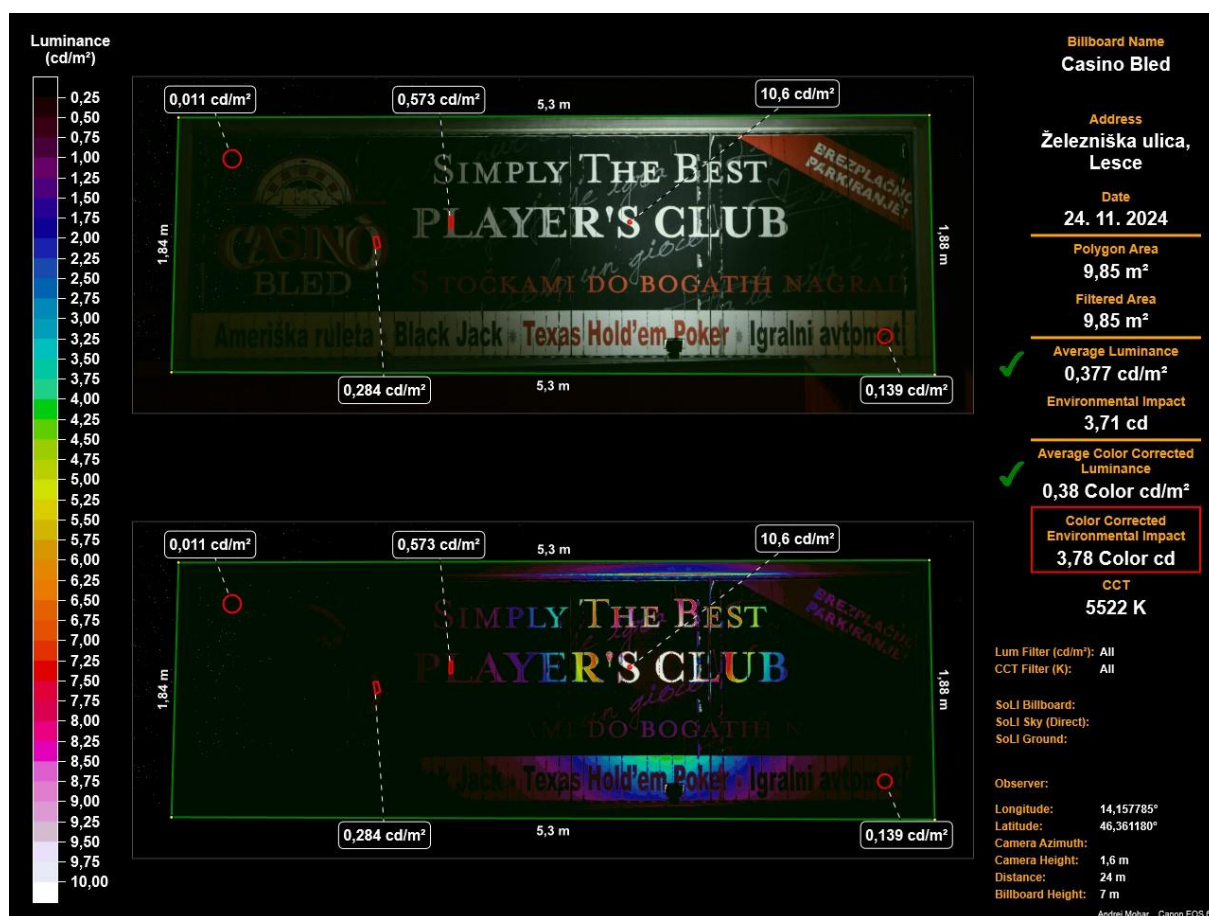 Luminance
(cd/m²)
0,25
0,50
0,75
1,00
1,25
1,50
1,75
2,00
2,25
2,50
2,75
3,00
3,25
3,50
3,75
4,00
4,25
4,50
4,75
5,00
5,25
5,50
5,75
6,00
6,25
6,50
6,75
7,00
7,25
7,50
7,75
8,00
8,25
8,50
8,75
9,00
9,25
9,50
9,75
10,00
0,011 cd/m²
0,573 cd/m²
5,3 m
10,6 cd/m²
1,84 m
1,88 m
CASINÒ
BLED
SIMPLY THE BEST
PLAYER'S CLUB
S TOČKAMI DO BOGATIH NAGRAD
BREZPLAČNO
PARKIRANJE!
Ameriška ruleta - Black Jack - Texas Hold'em Poker - Igralni avtomati
0,284 cd/m²
5,3 m
0,139 cd/m²
0,011 cd/m²
0,573 cd/m²
5,3 m
10,6 cd/m²
1,84 m
1,88 m
SIMPLY THE BEST
PLAYER'S CLUB
AMI DO BOGATIH N
BREZPLAČNO
PARKIRANJE!
Jack - Texas Hold'em Poker - Igralni avtomati
0,284 cd/m²
5,3 m
0,139 cd/m²
Billboard Name
Casino Bled
Address
Železniška ulica,
Lesce
Date
24. 11. 2024
Polygon Area
9,85 m²
Filtered Area
9,85 m²
Average Luminance
0,377 cd/m²
Environmental Impact
3,71 cd
Average Color Corrected
Luminance
0,38 Color cd/m²
Color Corrected
Environmental Impact
3,78 Color cd
CCT
5522 K
Lum Filter (cd/m²): All
CCT Filter (K): All
SoLI Billboard:
SoLI Sky (Direct):
SoLI Ground:
Observer:
Longitude: 14,157785°
Latitude: 46,361180°
Camera Azimuth:
Camera Height: 1,6 m
Distance: 24 m
Billboard Height: 7 m
Andrej Mohar Canon EOS 6